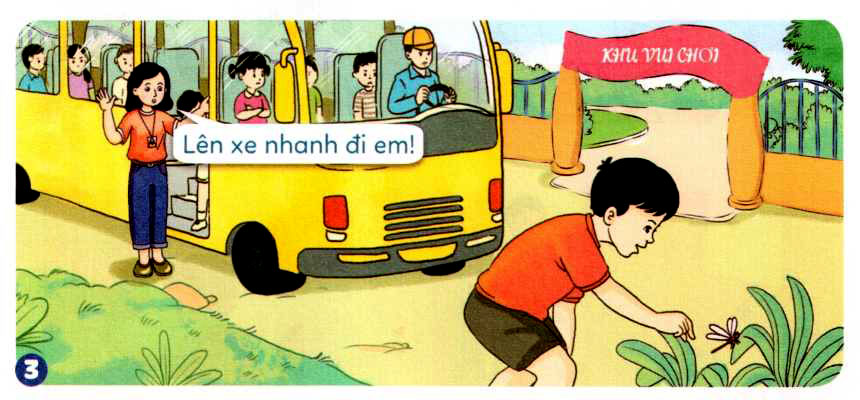 KHU VUI CHƠI
Lên xe nhanh đi em!
3